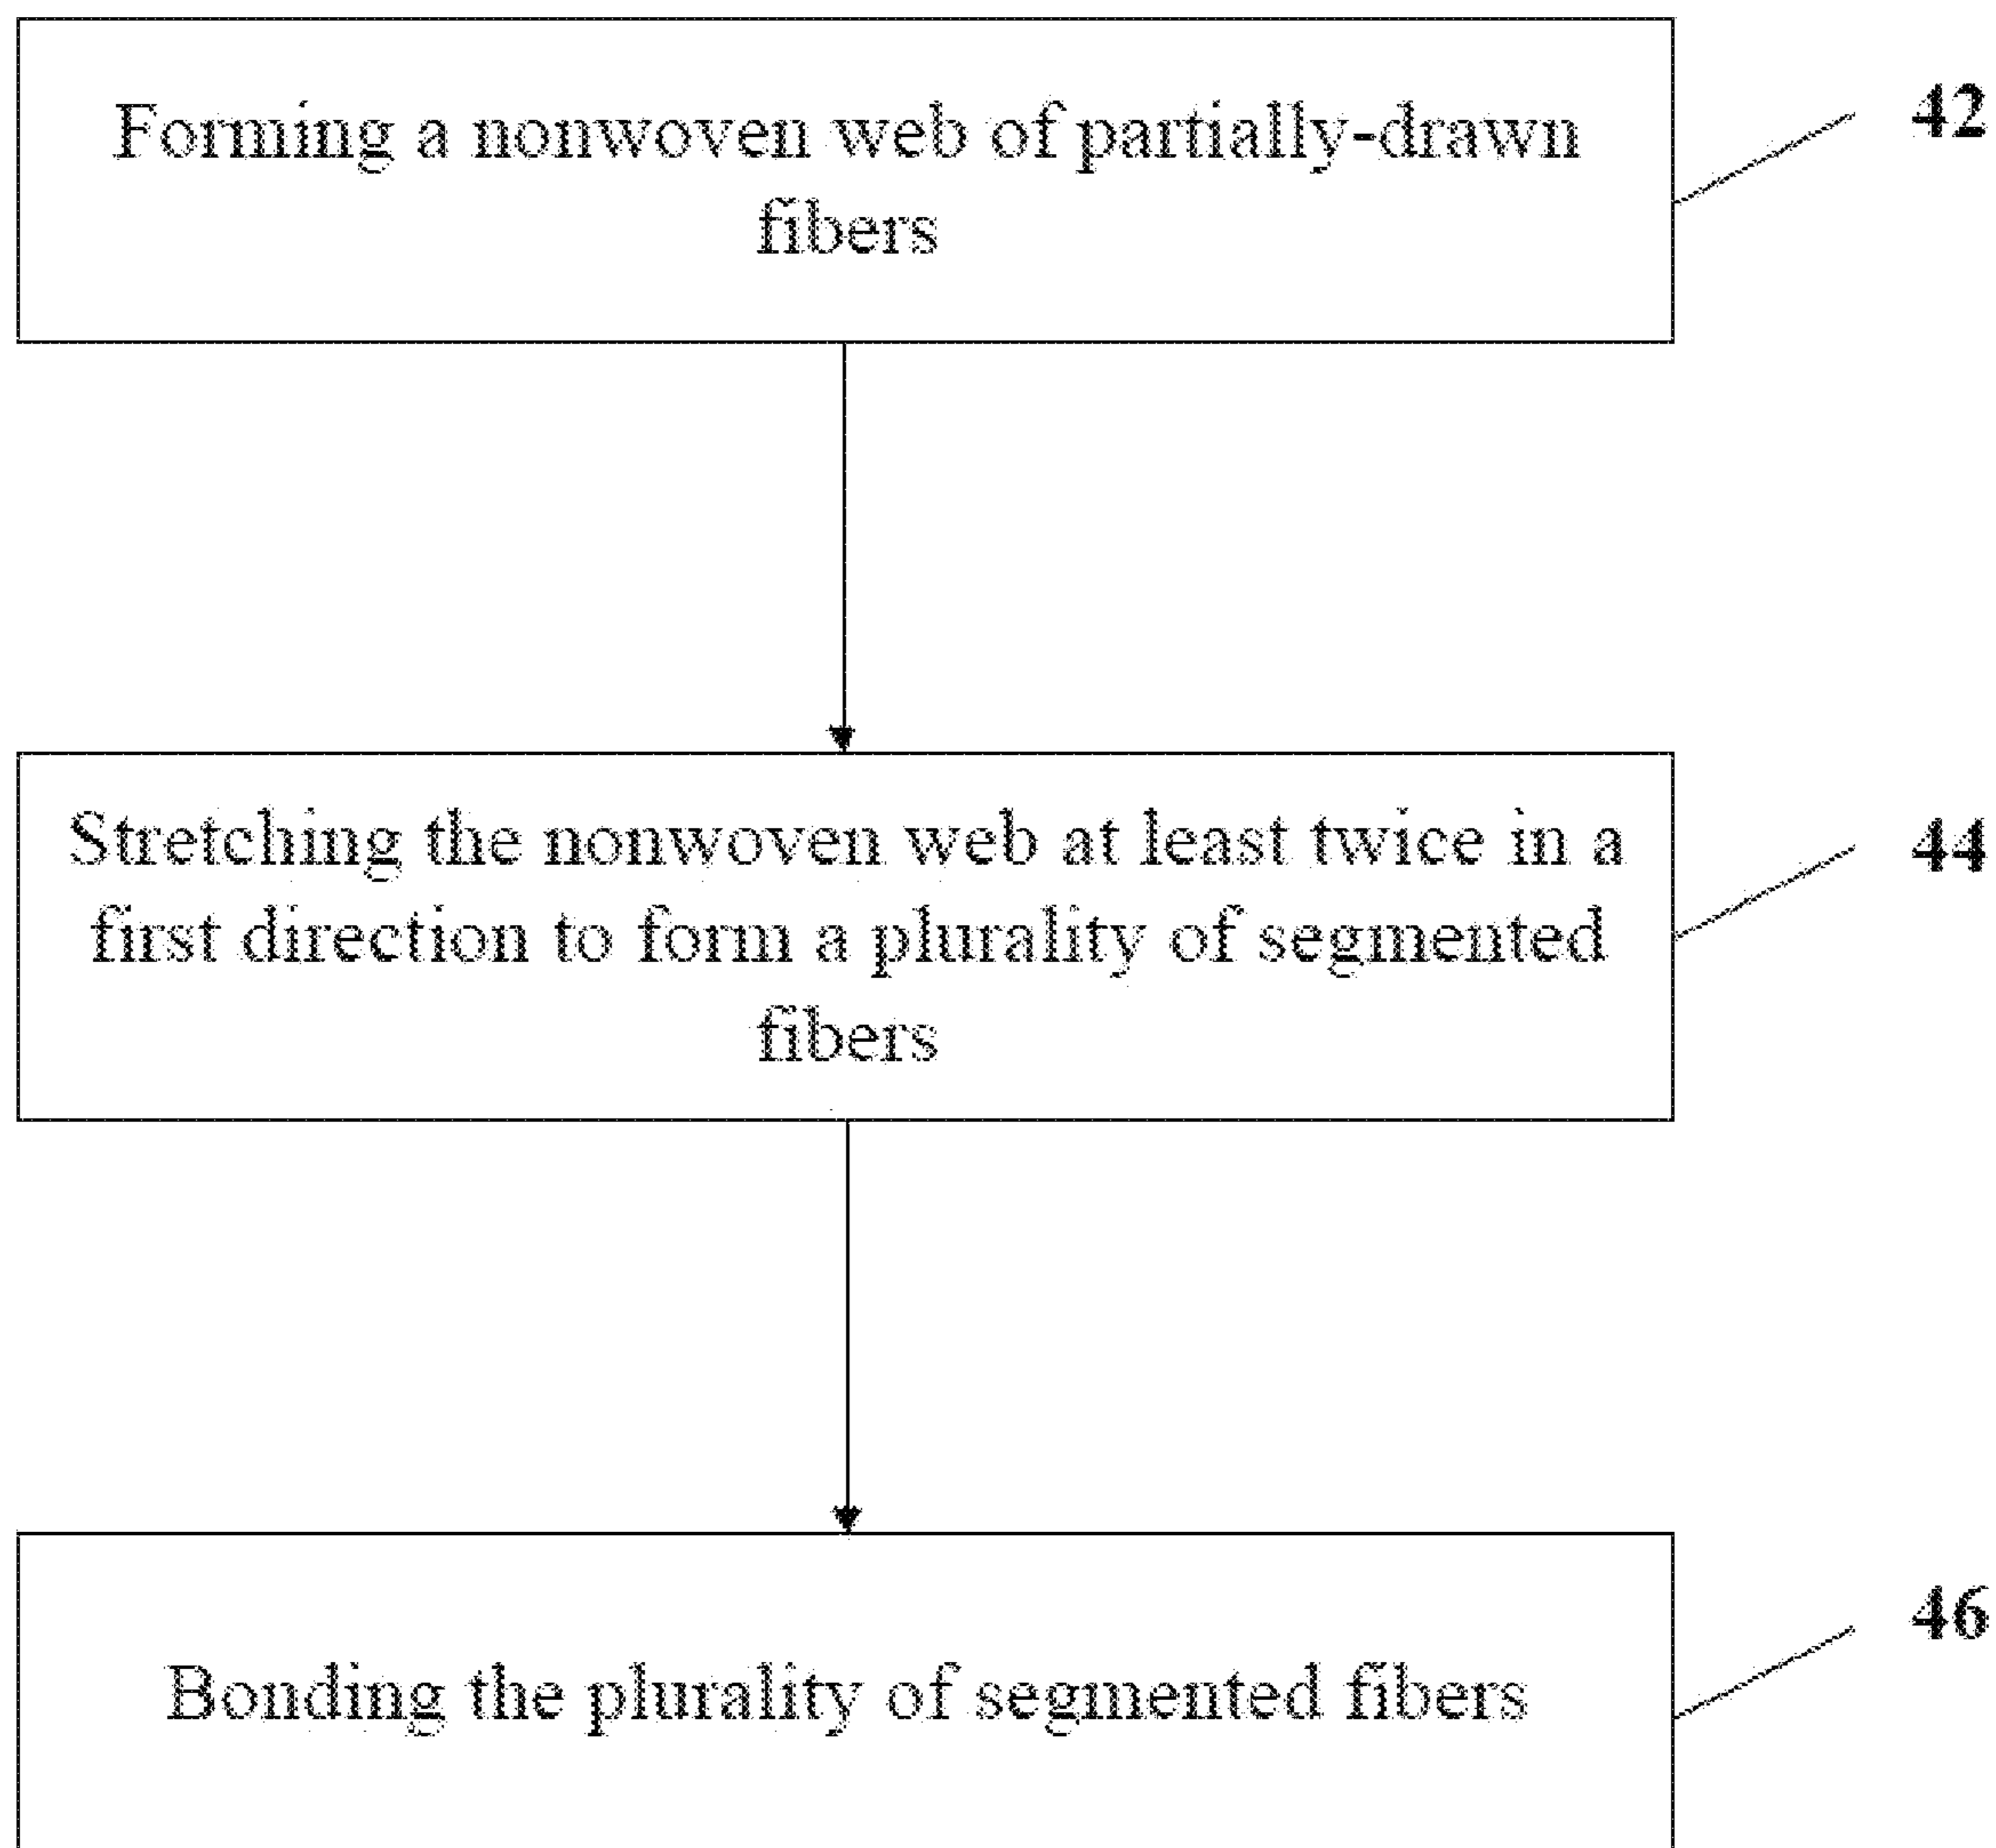 Forming a nonwoven web of partially-drawn
fibers
42
Stretching the nonwoven web at least twice in a
first direction to form a plurality of segmented
fibers
44
Bonding the plurality of segmented fibers
46